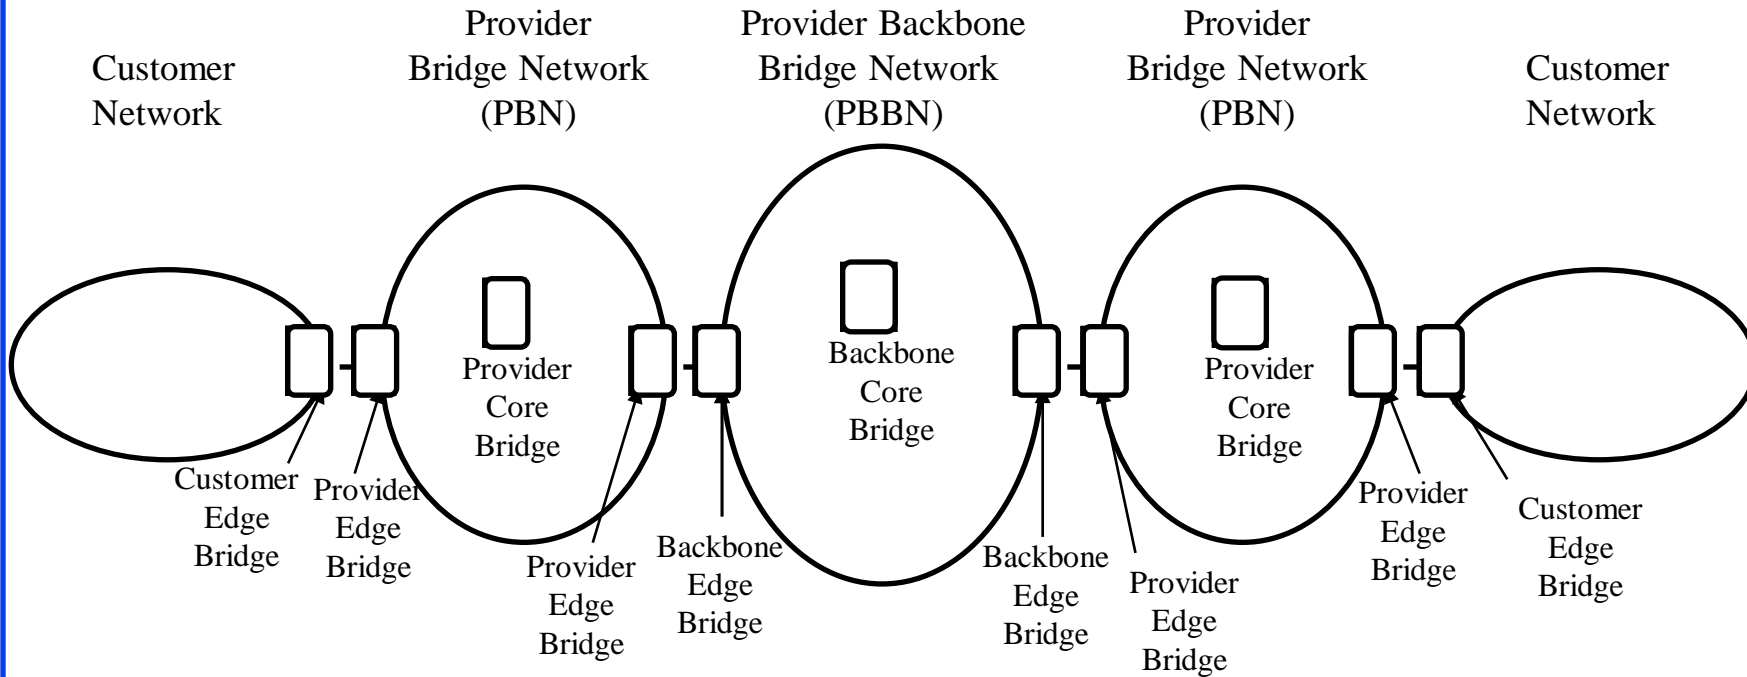 Customer
Network
Provider
Bridge Network
(PBN)
Provider Backbone
Bridge Network
(PBBN)
Provider
Bridge Network
(PBN)
Customer
Network
Provider
Core
Bridge
Backbone
Core
Bridge
Provider
Core
Bridge
Customer
Edge
Bridge
Provider
Edge
Bridge
Provider
Edge
Bridge
Backbone
Edge
Bridge
Backbone
Edge
Bridge
Provider
Edge
Bridge
Provider
Edge
Bridge
Customer
Edge
Bridge